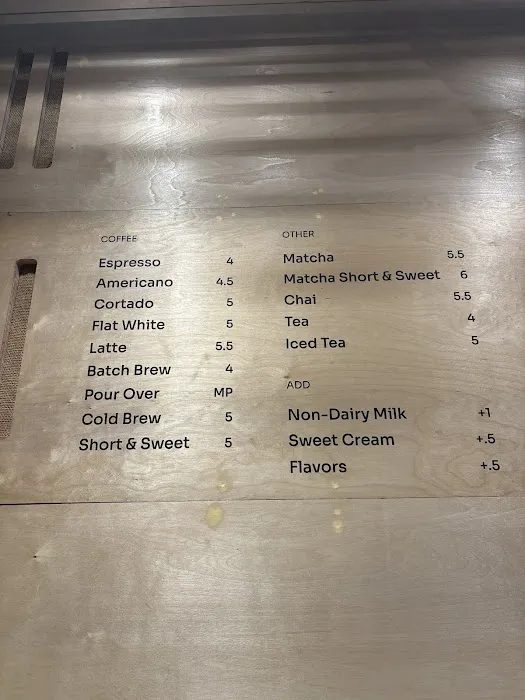 COFFEE
Espresso 4
Americano 4.5
Cortado 5
Flat White 5
Latte 5.5
Batch Brew 4
Pour Over MP
Cold Brew 5
Short & Sweet 5
OTHER
Matcha 5.5
Matcha Short & Sweet 6
Chai 5.5
Tea 4
Iced Tea 5
ADD
Non-Dairy Milk +1
Sweet Cream +.5
Flavors +.5